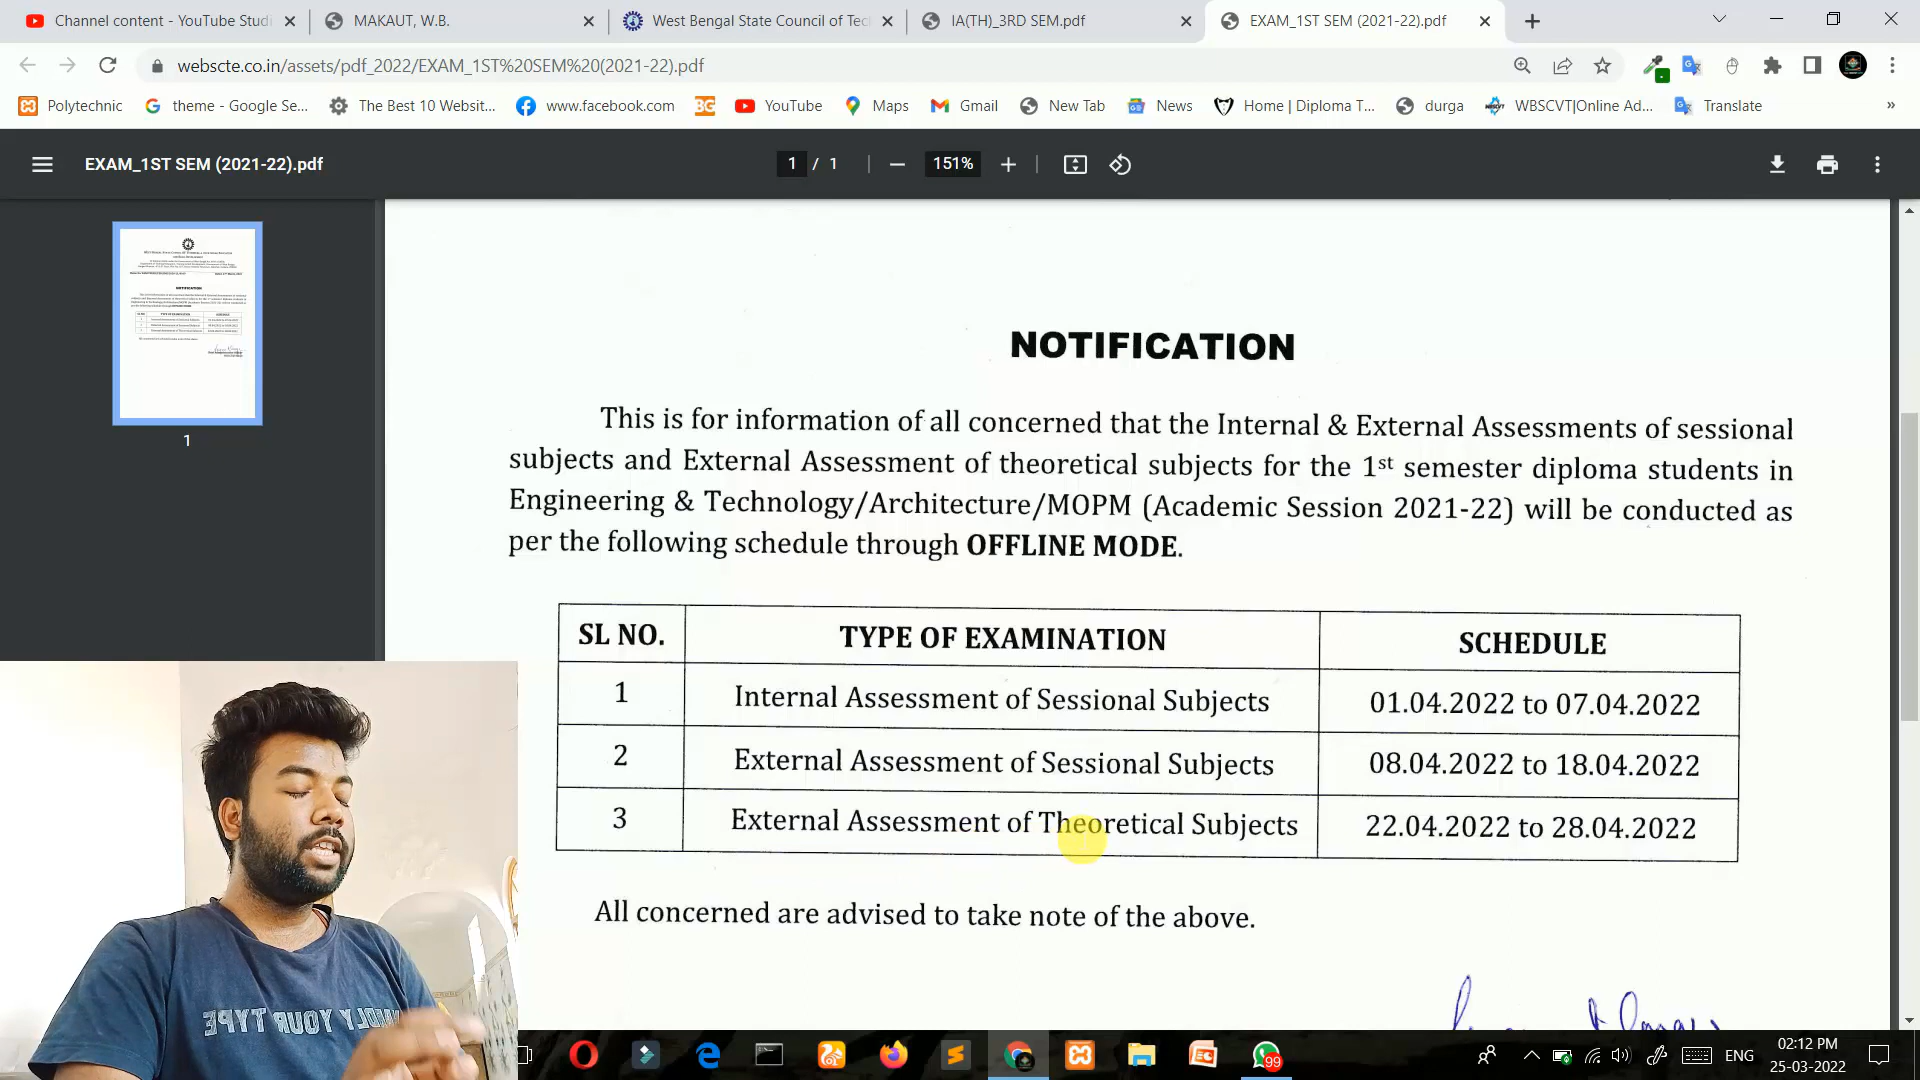 Channel content - YouTube Studi
MAKAUT, W.B.
West Bengal State Council of Tec
IA(TH)_3RD SEM.pdf
EXAM_1ST SEM (2021-22).pdf
webscte.co.in/assets/pdf_2022/EXAM_1ST%20SEM%20(2021-22).pdf
Polytechnic
theme - Google Se...
The Best 10 Websit...
www.facebook.com
BG
YouTube
Maps
Gmail
New Tab
News
Home | Diploma T...
durga
WBSCVT|Online Ad...
Translate
»
EXAM_1ST SEM (2021-22).pdf
1 / 1
151%
NOTIFICATION
This is for information of all concerned that the Internal & External Assessments of sessional
subjects and External Assessment of theoretical subjects for the 1st semester diploma students in
Engineering & Technology/Architecture/MOPM (Academic Session 2021-22) will be conducted as
per the following schedule through OFFLINE MODE.
SL NO. TYPE OF EXAMINATION SCHEDULE
1 Internal Assessment of Sessional Subjects 01.04.2022 to 07.04.2022
2 External Assessment of Sessional Subjects 08.04.2022 to 18.04.2022
3 External Assessment of Theoretical Subjects 22.04.2022 to 28.04.2022
All concerned are advised to take note of the above.
1
YOUR TYPE
99
ENG
02:12 PM
25-03-2022